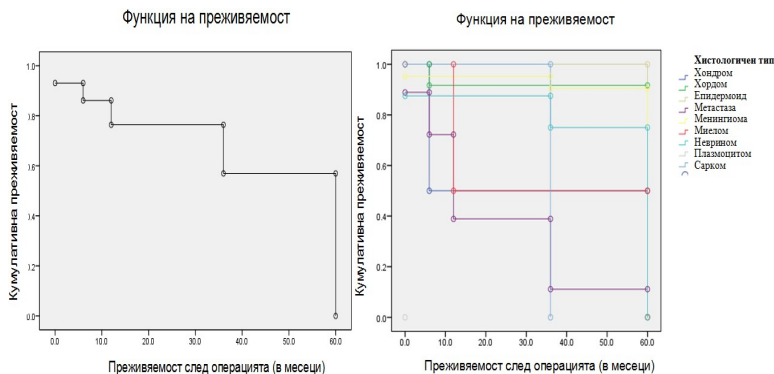 Функция на преживяемост
Кумулативна преживяемост
1.0
0.8
0.6
0.4
0.2
0.0
0.0 10.0 20.0 30.0 40.0 50.0 60.0
Преживяемост след операцията (в месеци)
Функция на преживяемост
Кумулативна преживяемост
1.0
0.8
0.6
0.4
0.2
0.0
0.0 10.0 20.0 30.0 40.0 50.0 60.0
Преживяемост след операцията (в месеци)
Хистологичен тип
Хондром
Хордом
Епидермоид
Метастаза
Менингиома
Миелом
Неврином
Плазмоцитом
Сарком